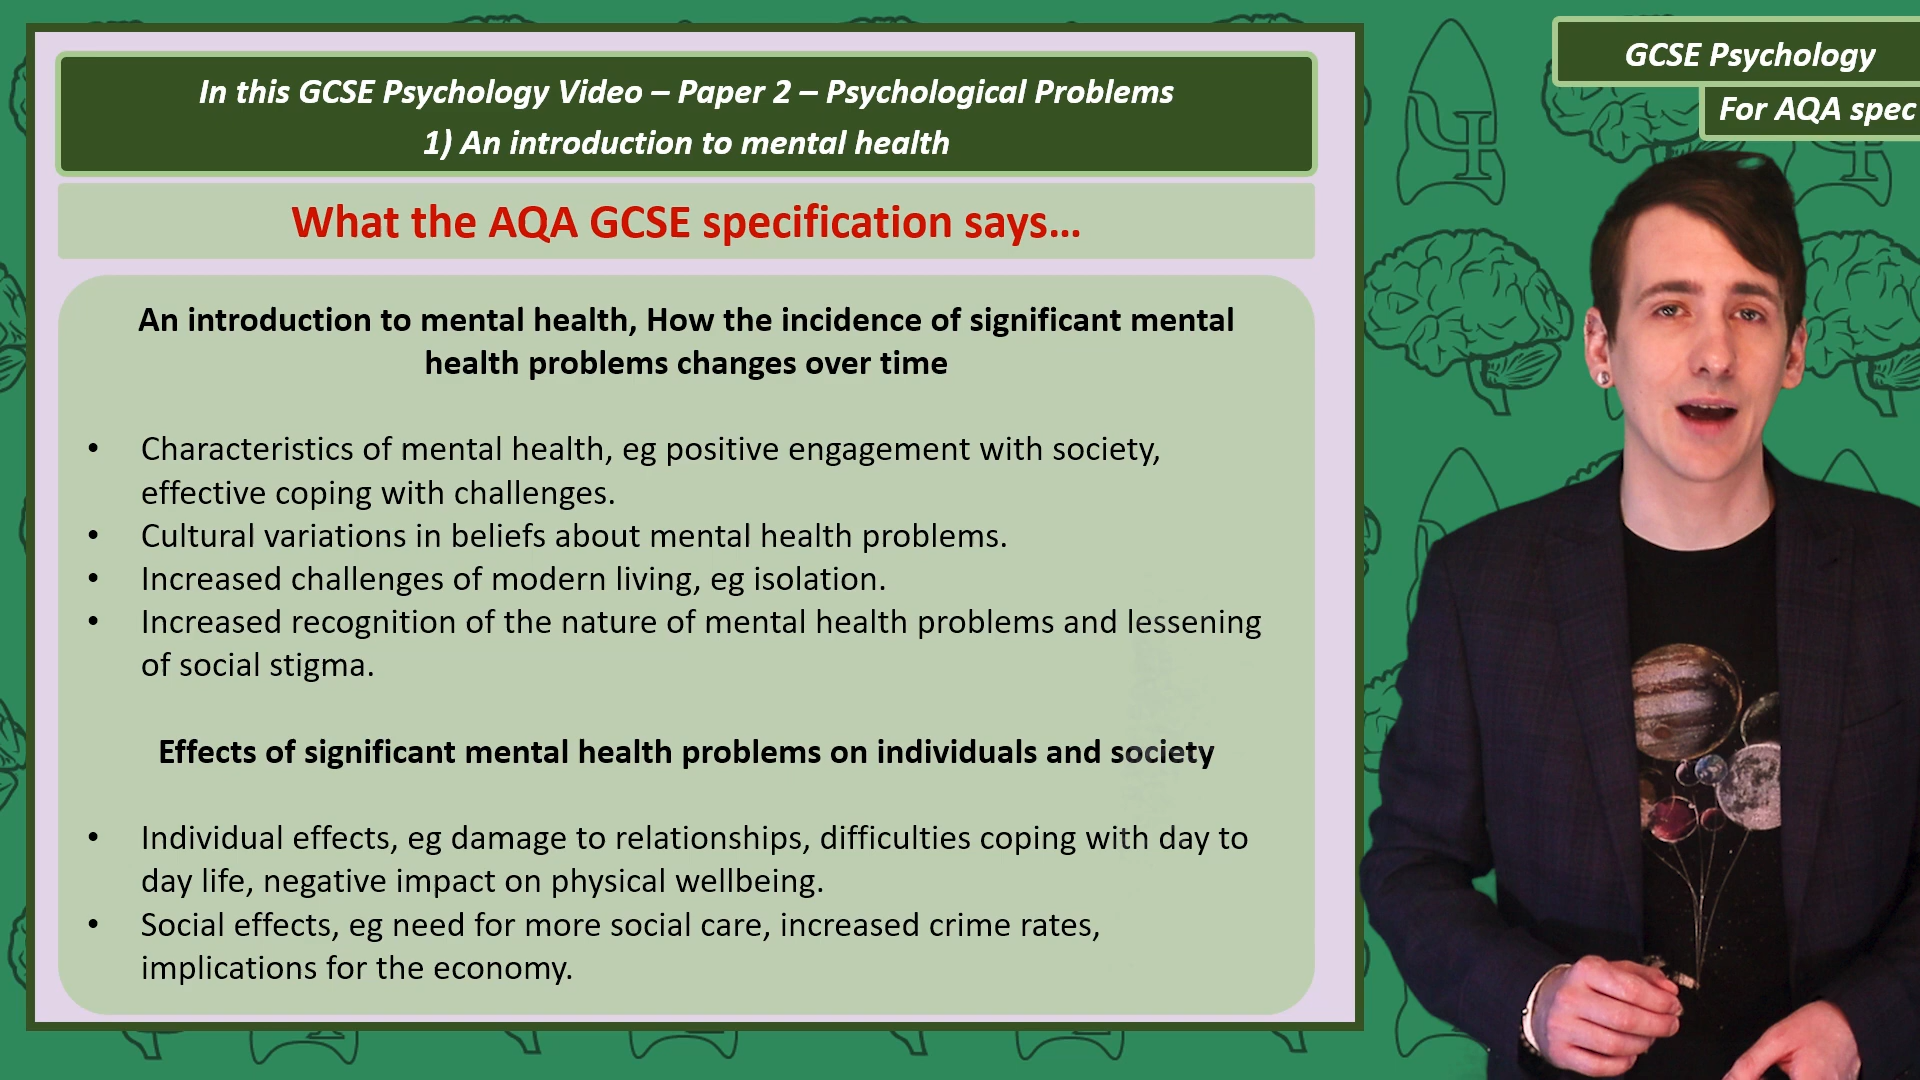 In this GCSE Psychology Video – Paper 2 – Psychological Problems
1) An introduction to mental health
What the AQA GCSE specification says...
An introduction to mental health, How the incidence of significant mental
health problems changes over time
• Characteristics of mental health, eg positive engagement with society,
effective coping with challenges.
• Cultural variations in beliefs about mental health problems.
• Increased challenges of modern living, eg isolation.
• Increased recognition of the nature of mental health problems and lessening
of social stigma.
Effects of significant mental health problems on individuals and society
• Individual effects, eg damage to relationships, difficulties coping with day to
day life, negative impact on physical wellbeing.
• Social effects, eg need for more social care, increased crime rates,
implications for the economy.
GCSE Psychology
For AQA spec